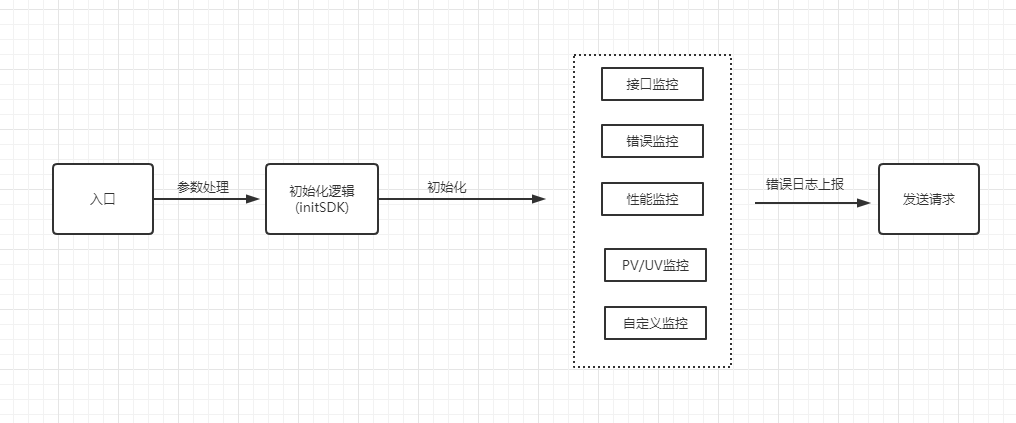 入口
参数处理
初始化逻辑
(initSDK)
初始化
接口监控
错误监控
性能监控
PV/UV监控
自定义监控
错误日志上报
发送请求